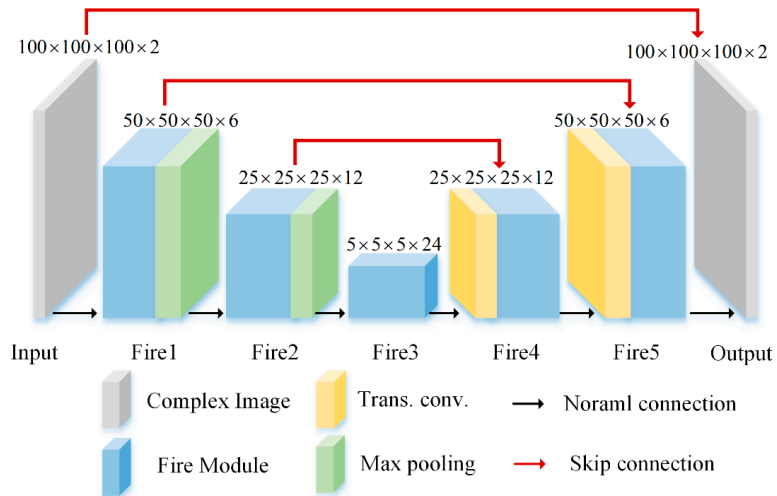 100×100×100×2
100×100×100×2
50×50×50×6
50×50×50×6
25×25×25×12
25×25×25×12
5×5×5×24
Input
Fire1
Fire2
Fire3
Fire4
Fire5
Output
Complex Image
Trans. conv.
Noraml connection
Fire Module
Max pooling
Skip connection